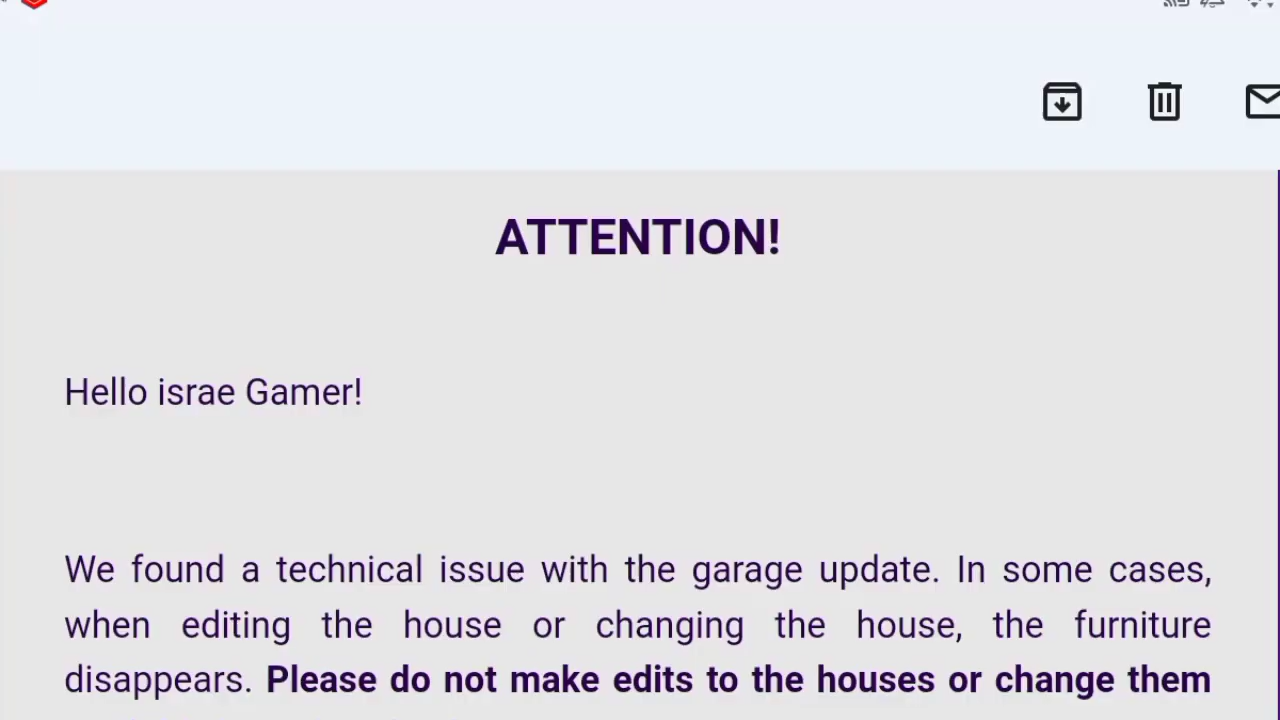 ATTENTION!
Hello israe Gamer!
We found a technical issue with the garage update. In some cases,
when editing the house or changing the house, the furniture
disappears. Please do not make edits to the houses or change them